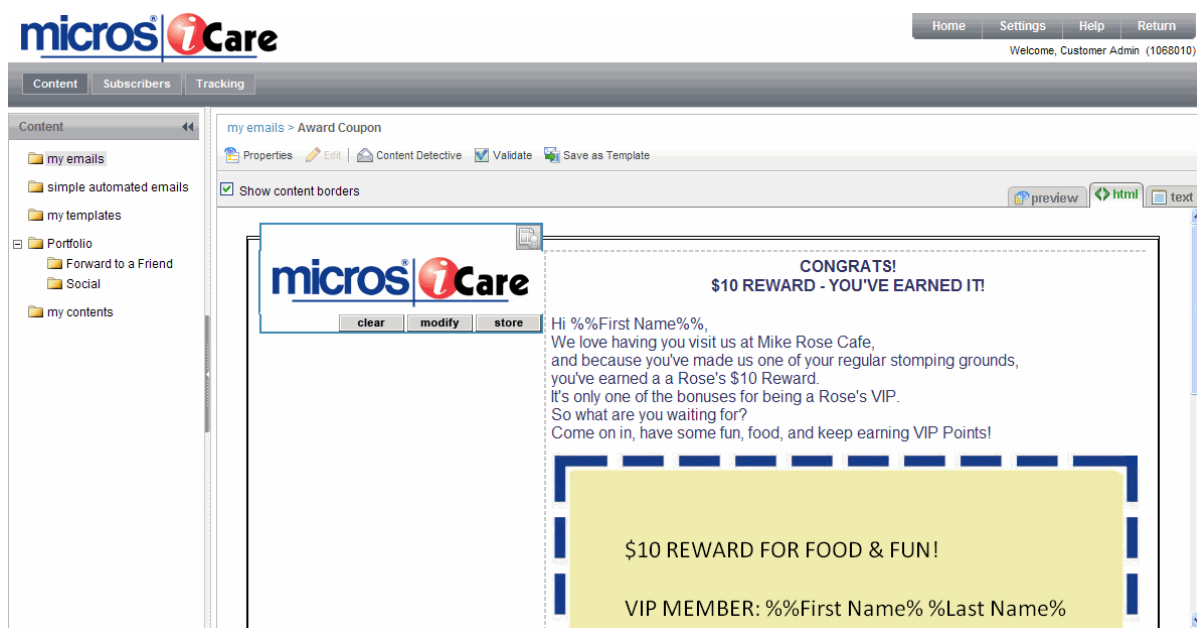 micros® iCare
Home Settings Help Return
Welcome, Customer Admin (1068010)
Content Subscribers Tracking
Content
my emails
simple automated emails
my templates
Portfolio
Forward to a Friend
Social
my contents
my emails > Award Coupon
Properties Edit Content Detective Validate Save as Template
Show content borders
preview html text
micros® iCare
clear modify store
CONGRATS!
$10 REWARD - YOU'VE EARNED IT!
Hi %%First Name%%,
We love having you visit us at Mike Rose Cafe,
and because you've made us one of your regular stomping grounds,
you've earned a a Rose's $10 Reward.
It's only one of the bonuses for being a Rose's VIP.
So what are you waiting for?
Come on in, have some fun, food, and keep earning VIP Points!
$10 REWARD FOR FOOD & FUN!
VIP MEMBER: %%First Name% %Last Name%